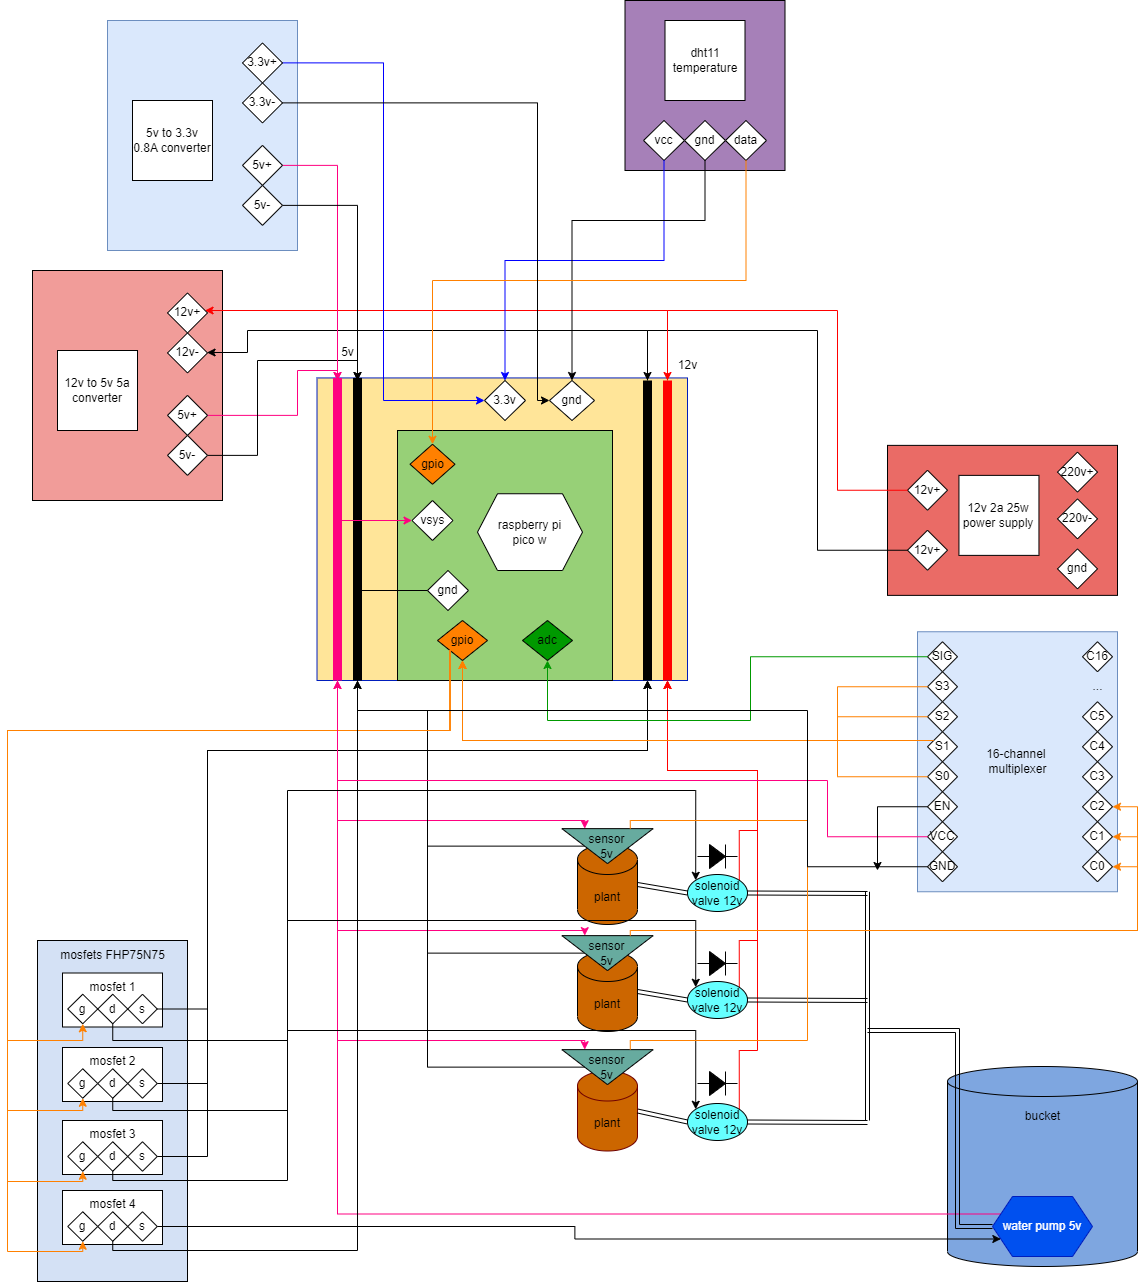 3.3v+
3.3v-
5v to 3.3v
0.8A converter
5v+
5v-
dht11
temperature
vcc
gnd
data
12v+
12v-
12v to 5v 5a
converter
5v+
5v-
5v
12v
3.3v
gnd
gpio
vsys
raspberry pi
pico w
gnd
gpio
adc
12v+
12v+
12v 2a 25w
power supply
220v+
220v-
gnd
SIG
S3
S2
S1
S0
EN
VCC
GND
16-channel
multiplexer
C16
...
C5
C4
C3
C2
C1
C0
sensor
5v
plant
solenoid
valve 12v
sensor
5v
plant
solenoid
valve 12v
sensor
5v
plant
solenoid
valve 12v
mosfets FHP75N75
mosfet 1
g
d
s
mosfet 2
g
d
s
mosfet 3
g
d
s
mosfet 4
g
d
s
bucket
water pump 5v